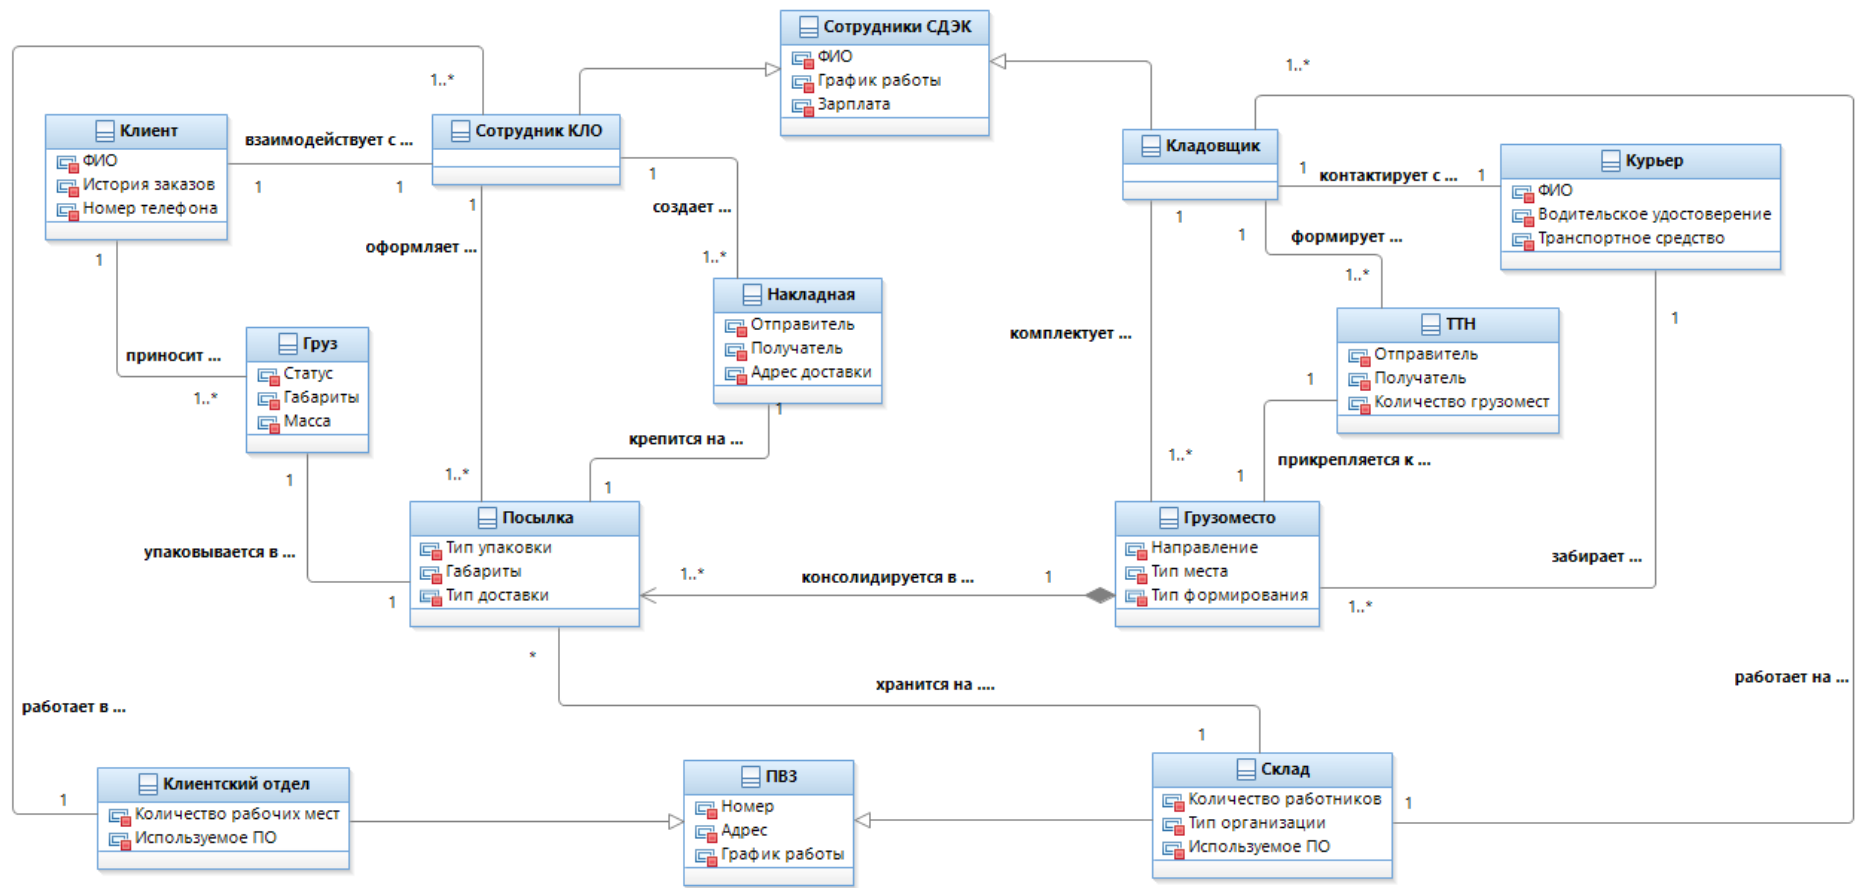 Сотрудники СДЭК
ФИО
График работы
Зарплата
1..*
1..*
Клиент
ФИО
История заказов
Номер телефона
взаимодействует с ...
1
1
Сотрудник КЛО
1
создает ...
1..*
1
оформляет ...
1..*
Кладовщик
1
контактирует с ...
1
Курьер
ФИО
Водительское удостоверение
Транспортное средство
1
1
формирует ...
1..*
1
приносит ...
1..*
Груз
Статус
Габариты
Масса
Накладная
Отправитель
Получатель
Адрес доставки
1
крепится на ...
1
комплектует ...
1..*
ТТН
Отправитель
Получатель
Количество грузомест
1
прикрепляется к ...
1
1
забирает ...
1..*
1
упаковывается в ...
1
Посылка
Тип упаковки
Габариты
Тип доставки
1..*
консолидируется в ...
1
Грузоместо
Направление
Тип места
Тип формирования
*
хранится на ....
1
работает в ...
1
работает на ...
1
Клиентский отдел
Количество рабочих мест
Используемое ПО
ПВЗ
Номер
Адрес
График работы
Склад
Количество работников
Тип организации
Используемое ПО